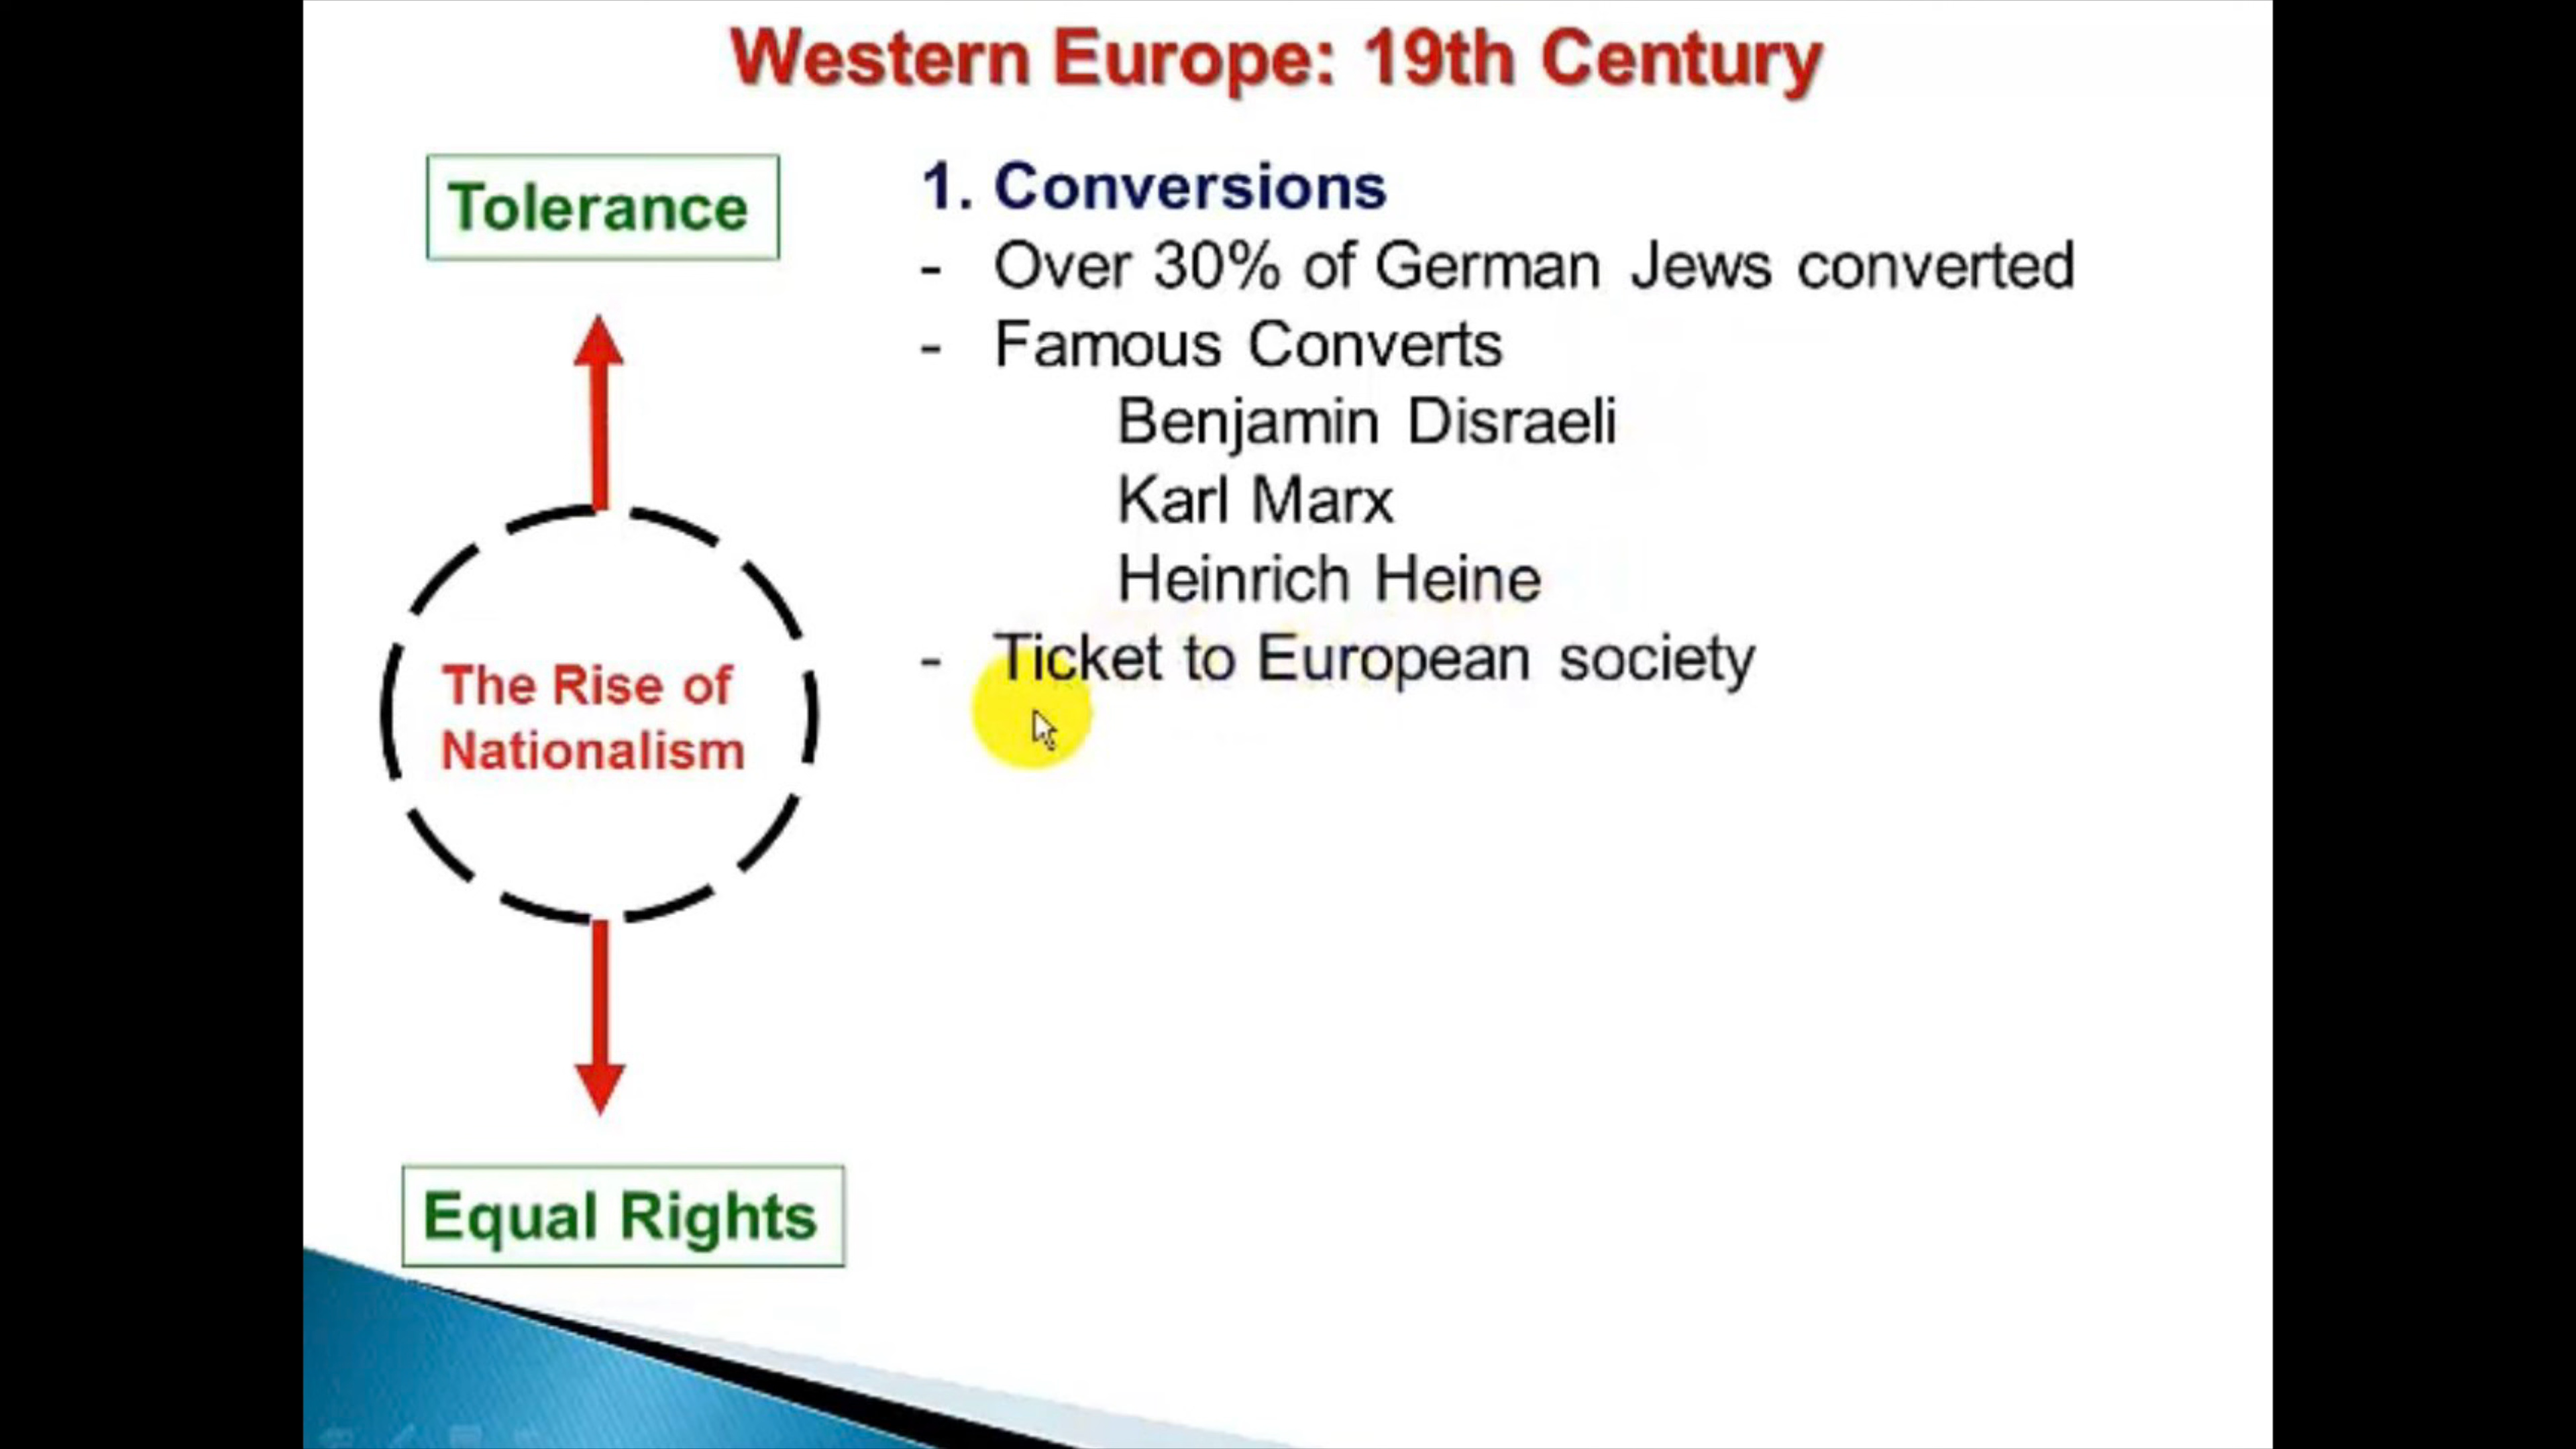 Western Europe: 19th Century
Tolerance
The Rise of
Nationalism
Equal Rights
1. Conversions
- Over 30% of German Jews converted
- Famous Converts
Benjamin Disraeli
Karl Marx
Heinrich Heine
- Ticket to European society